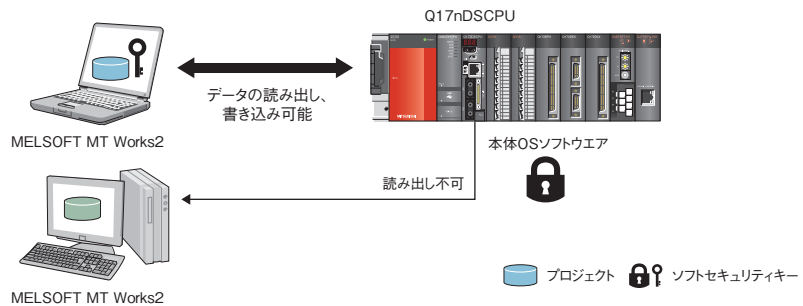 Q17nDSCPU
データの読み出し、
書き込み可能
MELSOFT MT Works2
本体OSソフトウエア
読み出し不可
MELSOFT MT Works2
プロジェクト
ソフトセキュリティキー